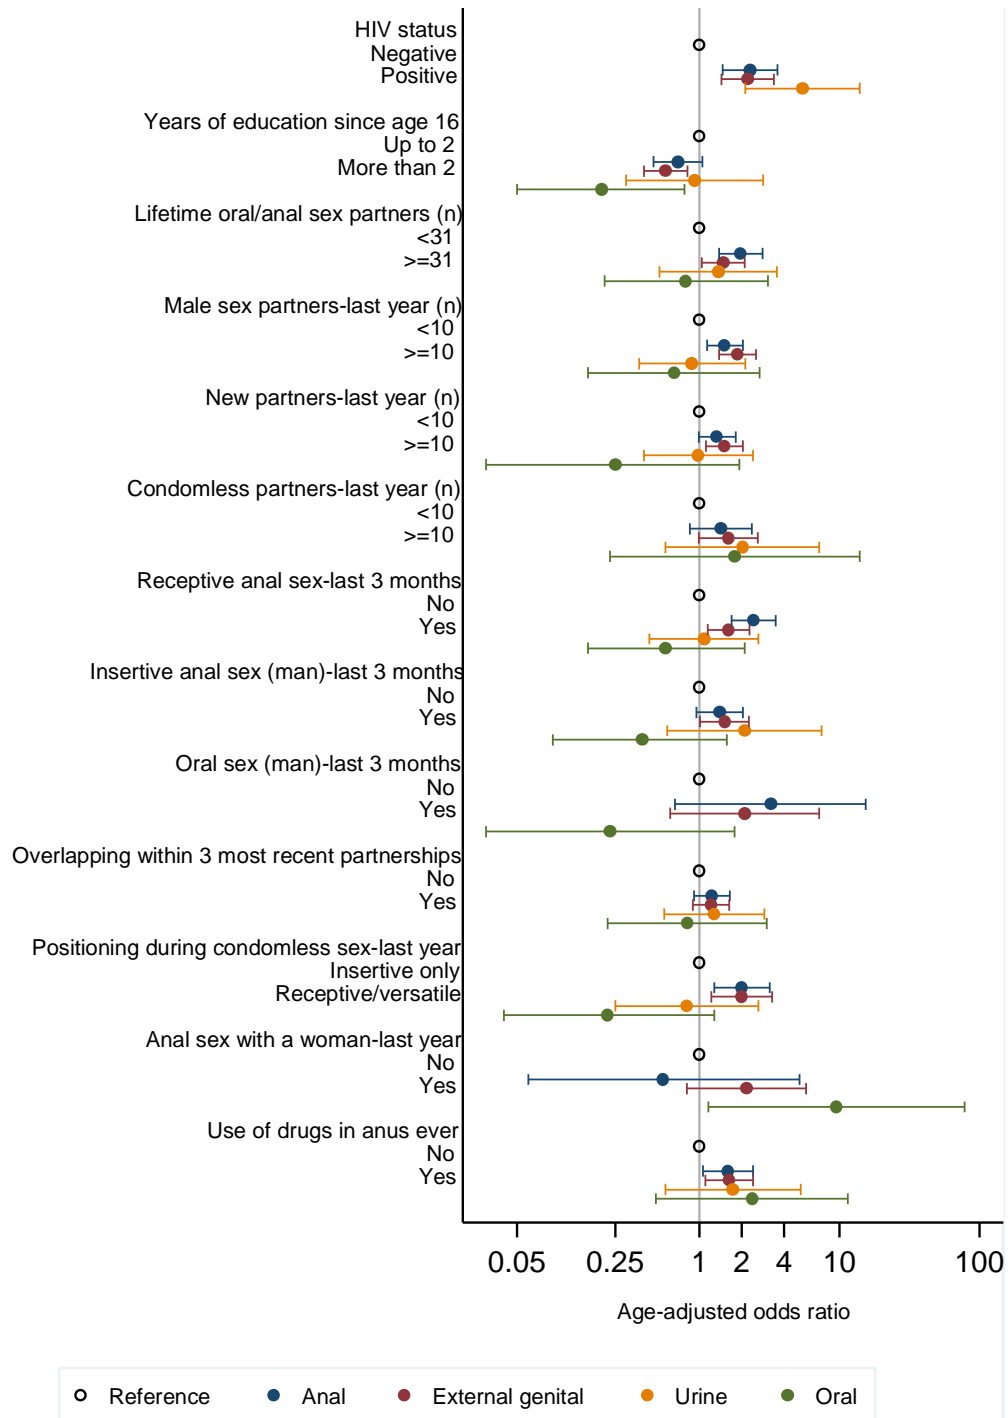 HIV status
Negative
Positive
Years of education since age 16
Up to 2
More than 2
Lifetime oral/anal sex partners (n)
<31
>=31
Male sex partners-last year (n)
<10
>=10
New partners-last year (n)
<10
>=10
Condomless partners-last year (n)
<10
>=10
Receptive anal sex-last 3 months
No
Yes
Insertive anal sex (man)-last 3 months
No
Yes
Oral sex (man)-last 3 months
No
Yes
Overlapping within 3 most recent partnerships
No
Yes
Positioning during condomless sex-last year
Insertive only
Receptive/versatile
Anal sex with a woman-last year
No
Yes
Use of drugs in anus ever
No
Yes
0.05 0.25 1 2 4 10 100
Age-adjusted odds ratio
Reference Anal External genital Urine Oral